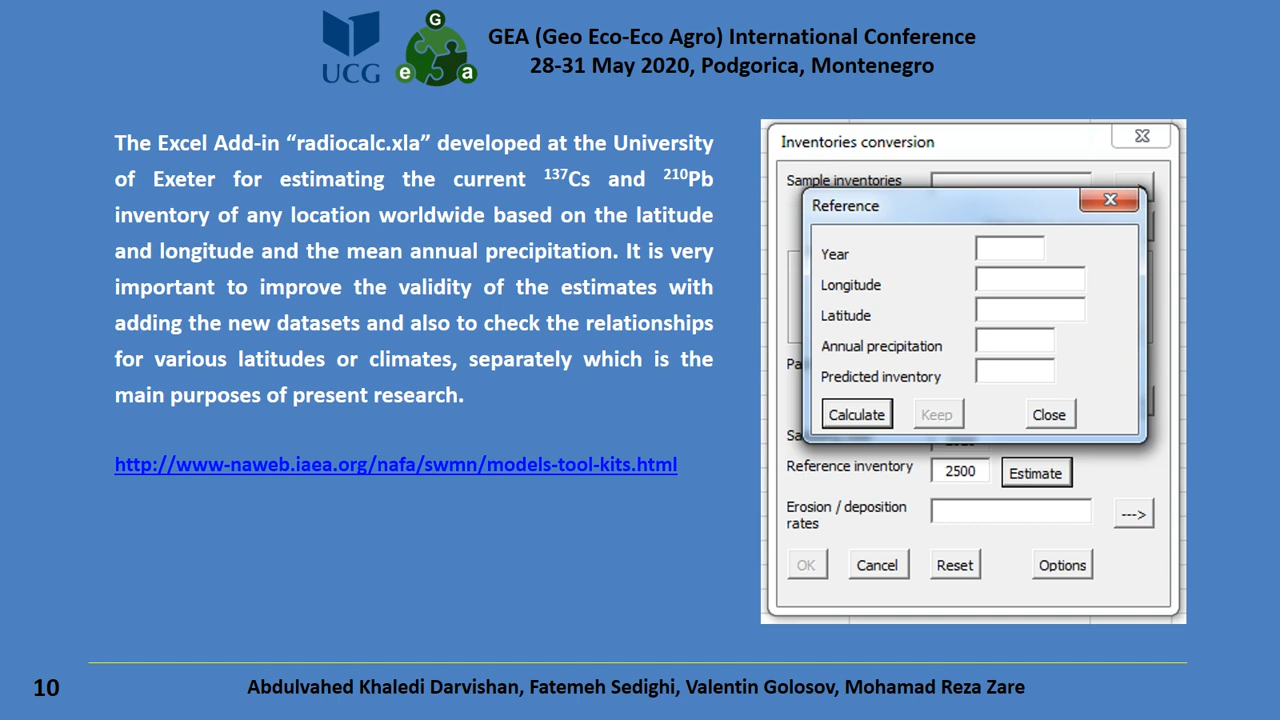 UCG
G
e
a
GEA (Geo Eco-Eco Agro) International Conference
28-31 May 2020, Podgorica, Montenegro
The Excel Add-in “radiocalc.xla” developed at the University
of Exeter for estimating the current ¹³⁷Cs and ²¹⁰Pb
inventory of any location worldwide based on the latitude
and longitude and the mean annual precipitation. It is very
important to improve the validity of the estimates with
adding the new datasets and also to check the relationships
for various latitudes or climates, separately which is the
main purposes of present research.
http://www-naweb.iaea.org/nafa/swmn/models-tool-kits.html
Inventories conversion
Sample inventories
Reference
Year
Longitude
Latitude
Annual precipitation
Predicted inventory
Calculate
Keep
Close
Reference inventory
2500
Estimate
Erosion / deposition
rates
--->
OK
Cancel
Reset
Options
10
Abdulvahed Khaledi Darvishan, Fatemeh Sedighi, Valentin Golosov, Mohamad Reza Zare